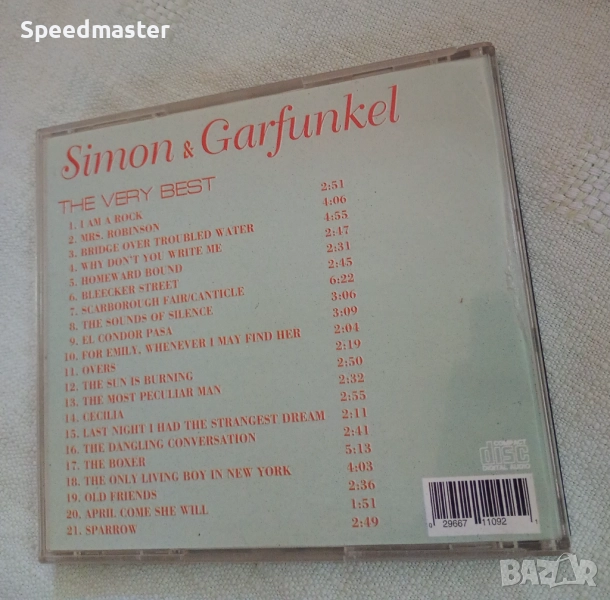 Speedmaster
Simon & Garfunkel
THE VERY BEST
1. I AM A ROCK 2:51
2. MRS. ROBINSON 4:06
3. BRIDGE OVER TROUBLED WATER 4:55
4. WHY DON'T YOU WRITE ME 2:47
5. HOMEWARD BOUND 2:31
6. BLEECKER STREET 2:45
7. SCARBOROUGH FAIR/CANTICLE 6:22
8. THE SOUNDS OF SILENCE 3:06
9. EL CONDOR PASA 3:09
10. FOR EMILY, WHENEVER I MAY FIND HER 2:04
11. OVERS 2:19
12. THE SUN IS BURNING 2:50
13. THE MOST PECULIAR MAN 2:32
14. CECILIA 2:55
15. LAST NIGHT I HAD THE STRANGEST DREAM 2:11
16. THE DANGLING CONVERSATION 2:41
17. THE BOXER 5:13
18. THE ONLY LIVING BOY IN NEW YORK 4:03
19. OLD FRIENDS 2:36
20. APRIL COME SHE WILL 1:51
21. SPARROW 2:49
COMPACT
disc
DIGITAL AUDIO
0 29667 11092 1
BAZAR